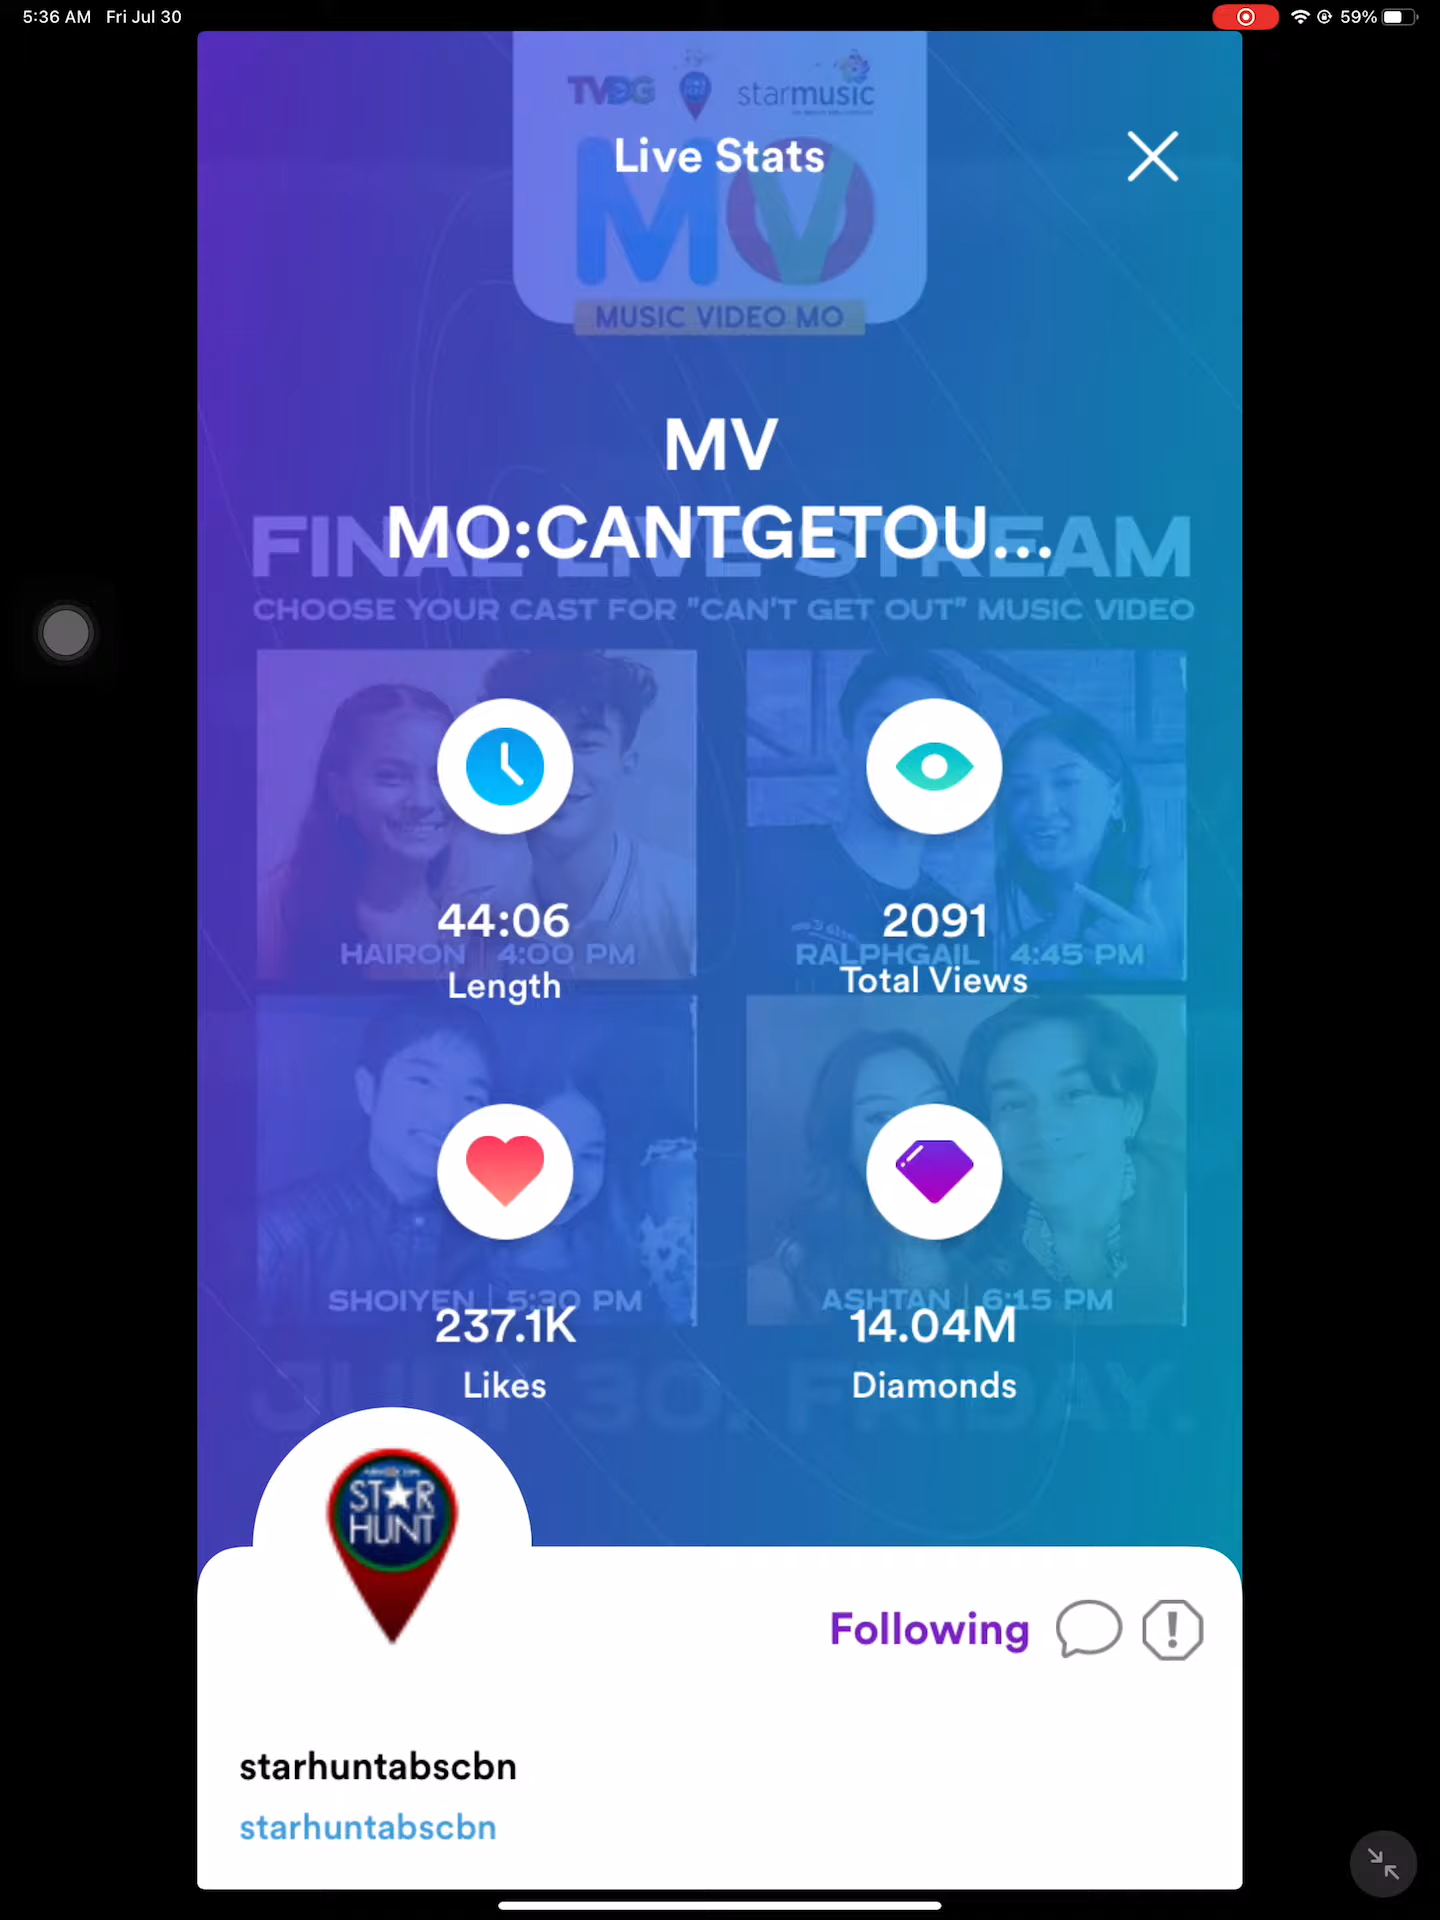 5:36 AM Fri Jul 30
59%
TVDG
starmusic
Live Stats
MV
MUSIC VIDEO MO
MV
MO:CANTGETOU...
FINAL LIVE STREAM
CHOOSE YOUR CAST FOR "CAN'T GET OUT" MUSIC VIDEO
44:06
2091
HAIRON | 4:00 PM
RALPHGAIL | 4:45 PM
Length
Total Views
SHOIYEN | 5:30 PM
ASHTAN | 6:15 PM
237.1K
14.04M
Likes
Diamonds
JULY 30. FRIDAY.
STAR
HUNT
Following
starhuntabscbn
starhuntabscbn